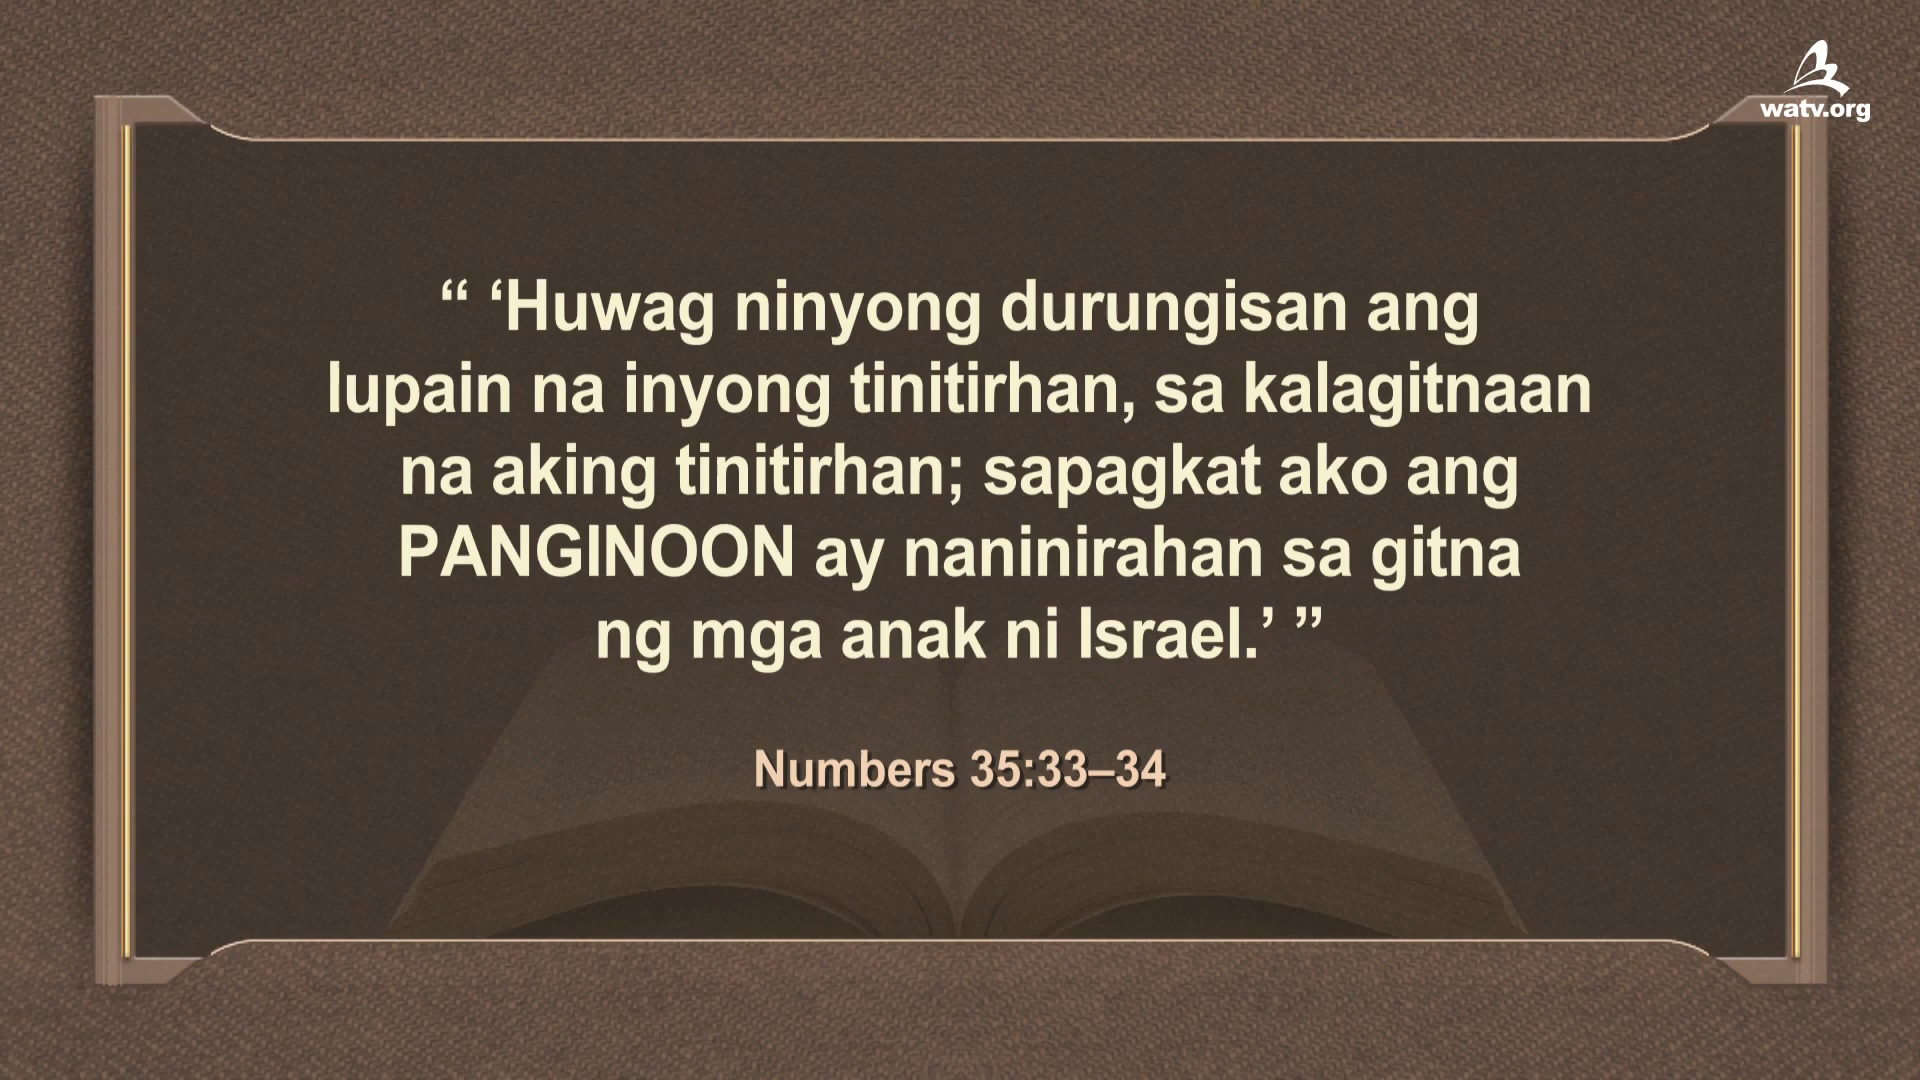 watv.org
“ ‘Huwag ninyong durungisan ang
lupain na inyong tinitirhan, sa kalagitnaan
na aking tinitirhan; sapagkat ako ang
PANGINOON ay naninirahan sa gitna
ng mga anak ni Israel.’ ”
Numbers 35:33–34